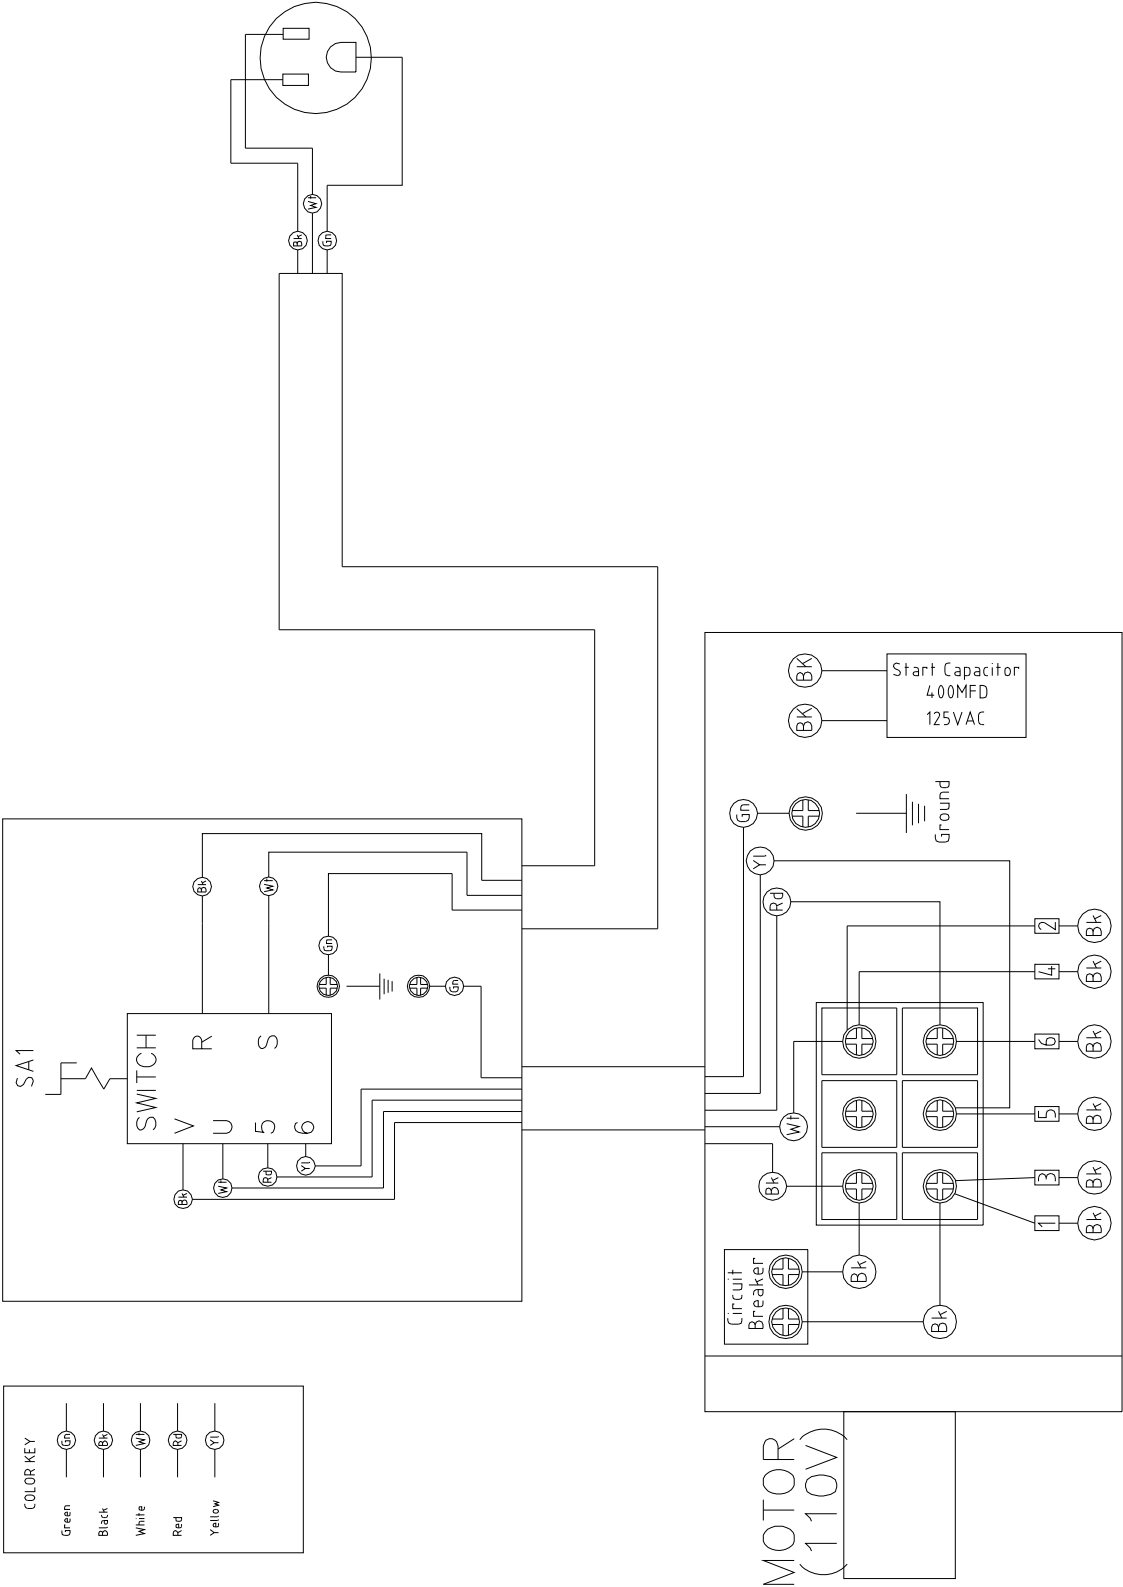 Bk
Wt
Gn
SA1
SWITCH
R
S
V
U
5
6
Bk
Wt
Gn
Gn
Bk
Wt
Rd
Yl
Start Capacitor
400MFD
125VAC
BK
BK
Gn
Ground
Yl
Rd
Wt
Bk
2
4
6
5
3
1
Bk
Bk
Bk
Bk
Bk
Bk
Circuit
Breaker
Bk
Bk
MOTOR
(110V)
COLOR KEY
Green
Gn
Black
Bk
White
Wt
Red
Rd
Yellow
Yl